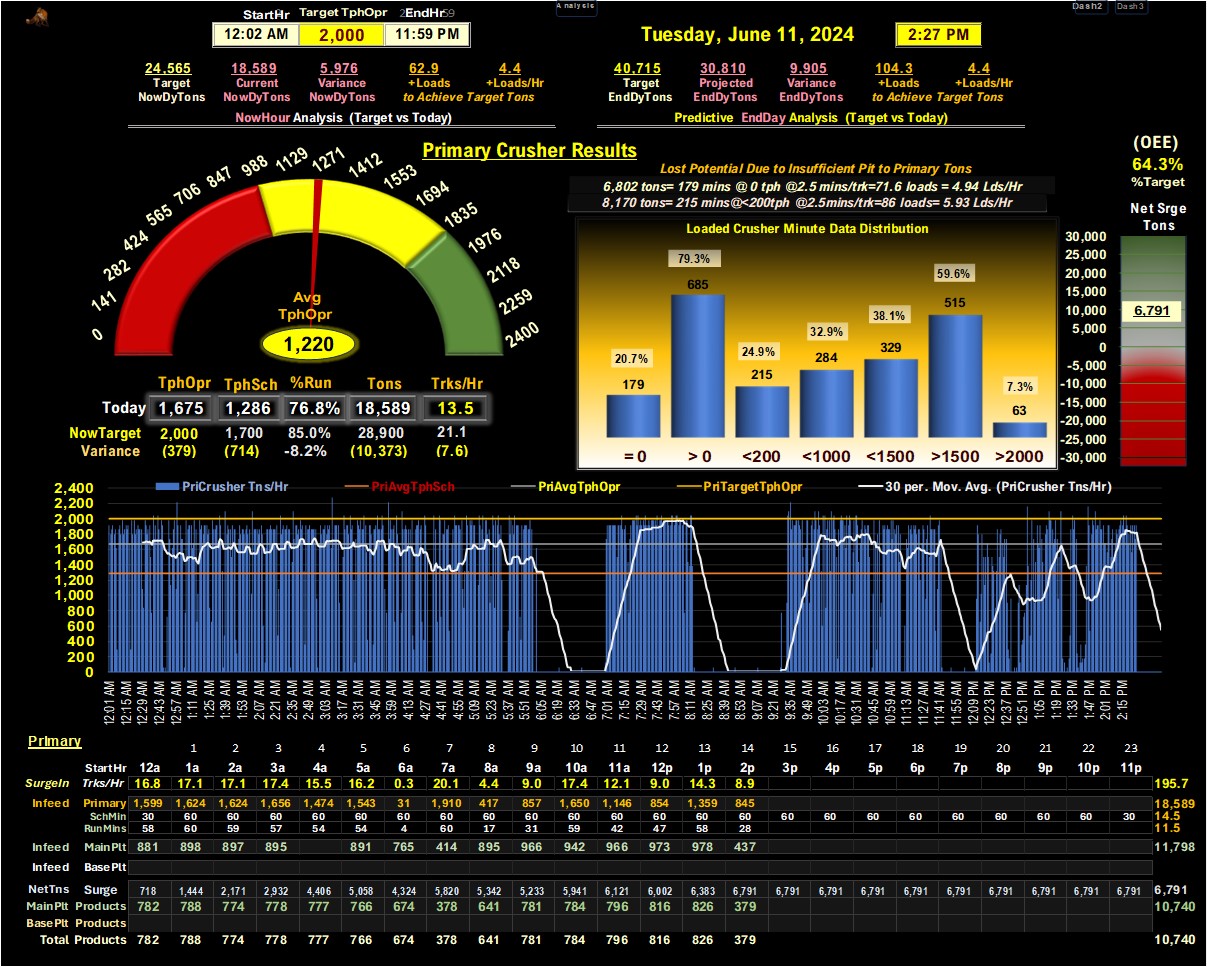 StartHr Target TphOpr EndHr
12:02 AM 2,000 11:59 PM
Analysis
Dash2 Dash3
Tuesday, June 11, 2024 2:27 PM
24,565 18,589 5,976 62.9 4.4
Target Current Variance +Loads +Loads/Hr
NowDyTons NowDyTons NowDyTons to Achieve Target Tons
NowHour Analysis (Target vs Today)
40,715 30,810 9,905 104.3 4.4
Target Projected Variance +Loads +Loads/Hr
EndDyTons EndDyTons EndDyTons to Achieve Target Tons
Predictive EndDay Analysis (Target vs Today)
Primary Crusher Results
0 141 282 424 565 706 847 988 1129 1271 1412 1553 1694 1835 1976 2118 2259 2400
Avg
TphOpr
1,220
TphOpr TphSch %Run Tons Trks/Hr
Today 1,675 1,286 76.8% 18,589 13.5
NowTarget 2,000 1,700 85.0% 28,900 21.1
Variance (379) (714) -8.2% (10,373) (7.6)
Lost Potential Due to Insufficient Pit to Primary Tons
6,802 tons= 179 mins @ 0 tph @2.5 mins/trk=71.6 loads = 4.94 Lds/Hr
8,170 tons= 215 mins@<200tph @2.5mins/trk=86 loads= 5.93 Lds/Hr
Loaded Crusher Minute Data Distribution
20.7% 79.3% 24.9% 32.9% 38.1% 59.6% 7.3%
179 685 215 284 329 515 63
= 0 > 0 <200 <1000 <1500 >1500 >2000
(OEE)
64.3%
%Target
Net Srge
Tons
30,000
25,000
20,000
15,000
10,000
5,000
0
-5,000
-10,000
-15,000
-20,000
-25,000
-30,000
6,791
PriCrusher Tns/Hr PriAvgTphSch PriAvgTphOpr PriTargetTphOpr 30 per. Mov. Avg. (PriCrusher Tns/Hr)
2,400
2,200
2,000
1,800
1,600
1,400
1,200
1,000
800
600
400
200
12:01 AM 12:15 AM 12:29 AM 12:43 AM 12:57 AM 1:11 AM 1:25 AM 1:39 AM 1:53 AM 2:07 AM 2:21 AM 2:35 AM 2:49 AM 3:03 AM 3:17 AM 3:31 AM 3:45 AM 3:59 AM 4:13 AM 4:27 AM 4:41 AM 4:55 AM 5:09 AM 5:23 AM 5:37 AM 5:51 AM 6:05 AM 6:19 AM 6:33 AM 6:47 AM 7:01 AM 7:15 AM 7:29 AM 7:43 AM 7:57 AM 8:11 AM 8:25 AM 8:39 AM 8:53 AM 9:07 AM 9:21 AM 9:35 AM 9:49 AM 10:03 AM 10:17 AM 10:31 AM 10:45 AM 10:59 AM 11:13 AM 11:27 AM 11:41 AM 11:55 AM 12:09 PM 12:23 PM 12:37 PM 12:51 PM 1:05 PM 1:19 PM 1:33 PM 1:47 PM 2:01 PM 2:15 PM
Primary
1 2 3 4 5 6 7 8 9 10 11 12 13 14 15 16 17 18 19 20 21 22 23
StartHr 12a 1a 2a 3a 4a 5a 6a 7a 8a 9a 10a 11a 12p 1p 2p 3p 4p 5p 6p 7p 8p 9p 10p 11p
SurgeIn Trks/Hr 16.8 17.1 17.1 17.4 15.5 16.2 0.3 20.1 4.4 9.0 17.4 12.1 9.0 14.3 8.9 195.7
Infeed Primary 1,599 1,624 1,624 1,656 1,474 1,543 31 1,910 417 857 1,650 1,146 854 1,359 845 18,589
SchMin 30 60 60 60 60 60 60 60 60 60 60 60 60 60 60 60 60 60 60 60 60 60 60 30 14.5
RunMins 58 60 59 57 54 54 4 60 17 31 59 42 47 58 28 11.5
Infeed MainPlt 881 898 897 895 891 765 414 895 966 942 966 973 978 437 11,798
Infeed BasePlt
NetTns Surge 718 1,444 2,171 2,932 4,406 5,058 4,324 5,820 5,342 5,233 5,941 6,121 6,002 6,383 6,791 6,791 6,791 6,791 6,791 6,791 6,791 6,791 6,791 6,791 6,791
MainPlt Products 782 788 774 778 777 766 674 378 641 781 784 796 816 826 379 10,740
BasePlt Products
Total Products 782 788 774 778 777 766 674 378 641 781 784 796 816 826 379 10,740